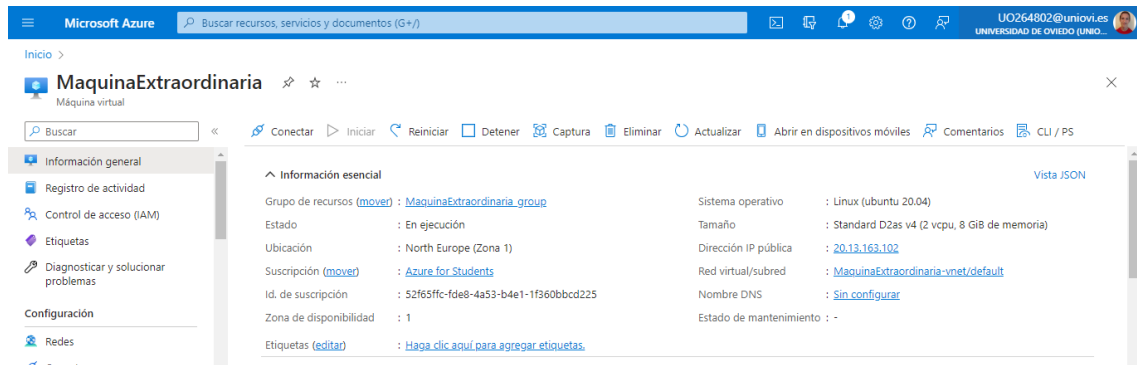 Microsoft Azure
Buscar recursos, servicios y documentos (G+/)
1
UO264802@uniovi.es
UNIVERSIDAD DE OVIEDO (UNIO...
Inicio >
MaquinaExtraordinaria
Máquina virtual
Buscar
Conectar Iniciar Reiniciar Detener Captura Eliminar Actualizar Abrir en dispositivos móviles Comentarios CLI / PS
Información general
Registro de actividad
Control de acceso (IAM)
Etiquetas
Diagnosticar y solucionar
problemas
Configuración
Redes
Información esencial
Vista JSON
Grupo de recursos (mover) : MaquinaExtraordinaria_group
Estado : En ejecución
Ubicación : North Europe (Zona 1)
Suscripción (mover) : Azure for Students
Id. de suscripción : 52f65ffc-fde8-4a53-b4e1-1f360bbcd225
Zona de disponibilidad : 1
Etiquetas (editar) : Haga clic aquí para agregar etiquetas.
Sistema operativo : Linux (ubuntu 20.04)
Tamaño : Standard D2as v4 (2 vcpu, 8 GiB de memoria)
Dirección IP pública : 20.13.163.102
Red virtual/subred : MaquinaExtraordinaria-vnet/default
Nombre DNS : Sin configurar
Estado de mantenimiento : -